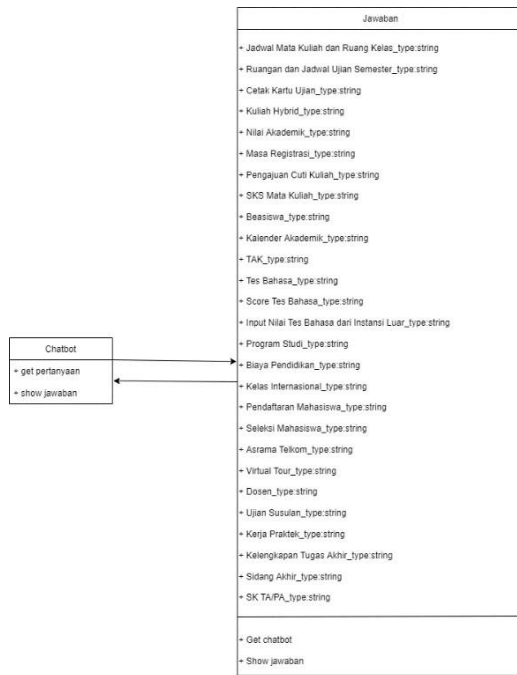 Jawaban
+ Jadwal Mata Kuliah dan Ruang Kelas_type:string
+ Ruangan dan Jadwal Ujian Semester_type:string
+ Cetak Kartu Ujian_type:string
+ Kuliah Hybrid_type:string
+ Nilai Akademik_type:string
+ Masa Registrasi_type:string
+ Pengajuan Cuti Kuliah_type:string
+ SKS Mata Kuliah_type:string
+ Beasiswa_type:string
+ Kalender Akademik_type:string
+ TAK_type:string
+ Tes Bahasa_type:string
+ Score Tes Bahasa_type:string
+ Input Nilai Tes Bahasa dari Instansi Luar_type:string
+ Program Studi_type:string
+ Biaya Pendidikan_type:string
+ Kelas Internasional_type:string
+ Pendaftaran Mahasiswa_type:string
+ Seleksi Mahasiswa_type:string
+ Asrama Telkom_type:string
+ Virtual Tour_type:string
+ Dosen_type:string
+ Ujian Susulan_type:string
+ Kerja Praktek_type:string
+ Kelengkapan Tugas Akhir_type:string
+ Sidang Akhir_type:string
+ SK TA/PA_type:string
+ Get chatbot
+ Show jawaban
Chatbot
+ get pertanyaan
+ show jawaban